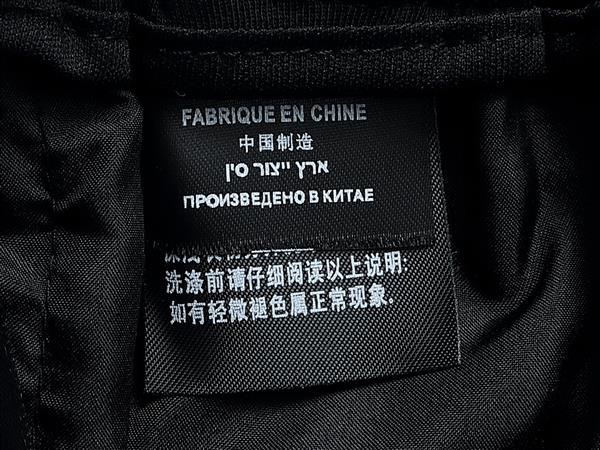 FABRIQUE EN CHINE
中国制造
ארץ ייצור סין
ПРОИЗВЕДЕНО В КИТАЕ
洗涤前请仔细阅读以上说明:
如有轻微褪色属正常现象.